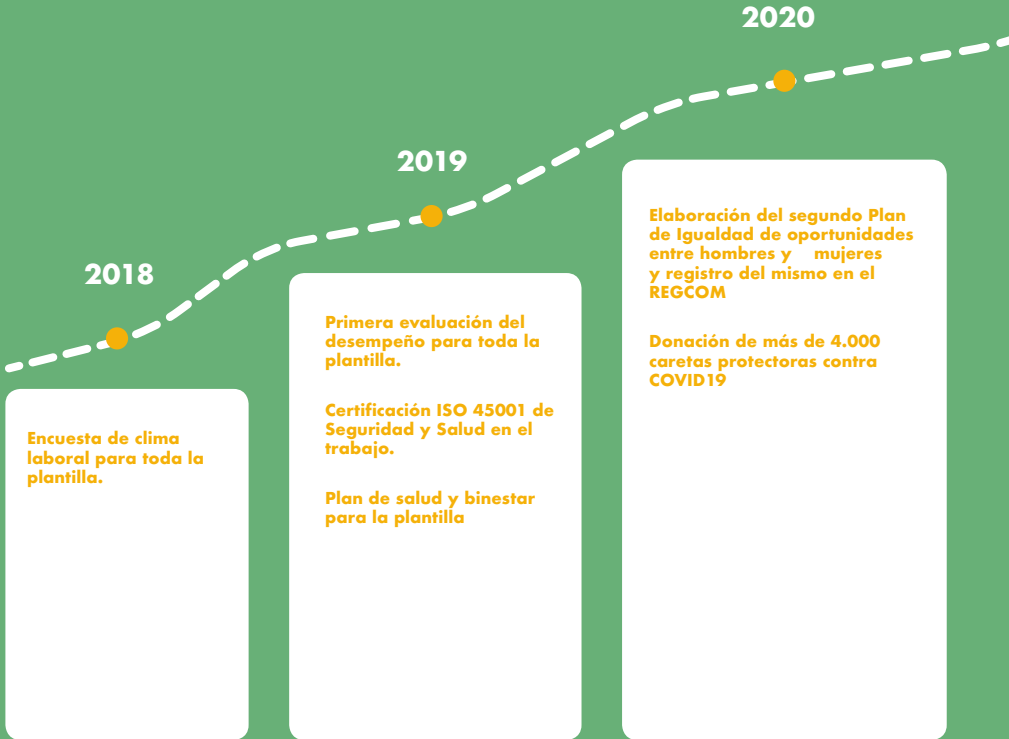 2018
Encuesta de clima
laboral para toda la
plantilla.
2019
Primera evaluación del
desempeño para toda la
plantilla.
Certificación ISO 45001 de
Seguridad y Salud en el
trabajo.
Plan de salud y binestar
para la plantilla
2020
Elaboración del segundo Plan
de Igualdad de oportunidades
entre hombres y    mujeres
y registro del mismo en el
REGCOM
Donación de más de 4.000
caretas protectoras contra
COVID19